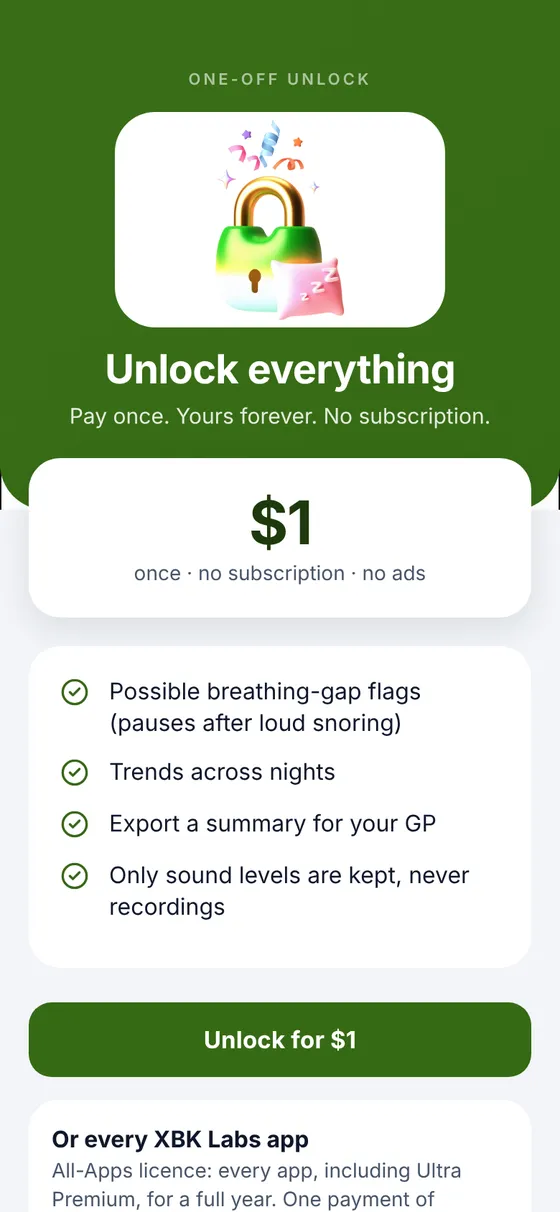 ONE-OFF UNLOCK
z z z
Unlock everything
Pay once. Yours forever. No subscription.
$1
once · no subscription · no ads
Possible breathing-gap flags
(pauses after loud snoring)
Trends across nights
Export a summary for your GP
Only sound levels are kept, never
recordings
Unlock for $1
Or every XBK Labs app
All-Apps licence: every app, including Ultra
Premium, for a full year. One payment of